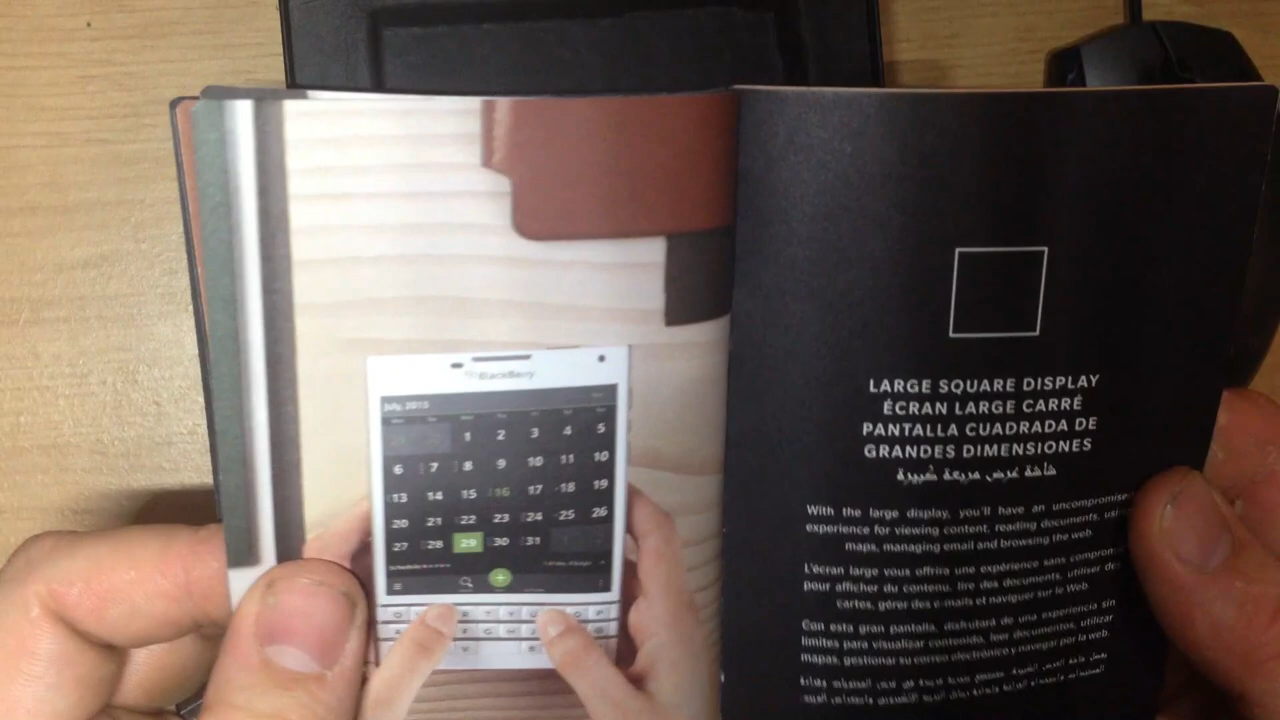 BlackBerry
July, 2015
1 2 3 4 5
6 7 8 9 10 11 10
13 14 15 16 17 18 19
20 21 22 23 24 25 26
27 28 29 30 31
Q R T Y U O P
F G H J
LARGE SQUARE DISPLAY
ÉCRAN LARGE CARRÉ
PANTALLA CUADRADA DE
GRANDES DIMENSIONES
شاشة عرض مربعة كبيرة
With the large display, you'll have an uncompromise
experience for viewing content, reading documents, usin
maps, managing email and browsing the web.
L'écran large vous offrira une expérience sans comprom
pour afficher du contenu, lire des documents, utiliser de
cartes, gérer des e-mails et naviguer sur le Web.
Con esta gran pantalla, disfrutará de una experiencia sin
límites para visualizar contenido, leer documentos, utilizar
mapas, gestionar su correo electrónico y navegar por la web.